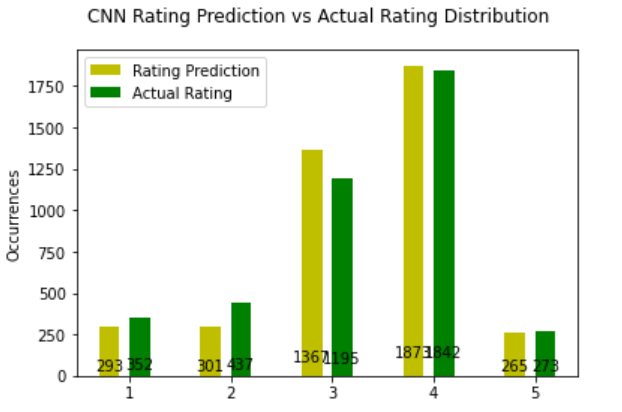 CNN Rating Prediction vs Actual Rating Distribution
Rating Prediction
Actual Rating
Occurrences
1750
1500
1250
1000
750
500
250
0
293 352 301 437 1367 1195 1873 1842 265 273
1 2 3 4 5